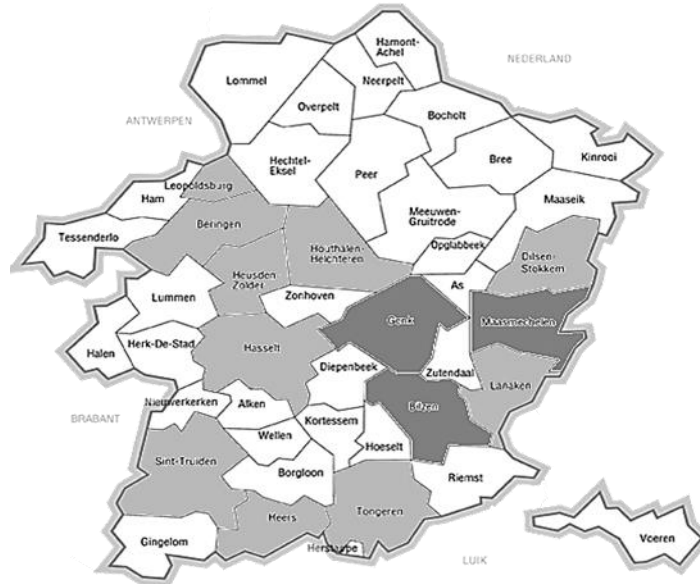 Hamont-
Achel
NEDERLAND
Lommel
Neerpelt
Overpelt
Bocholt
ANTWERPEN
Hechtel-
Eksel
Peer
Bree
Kinrooi
Leopoldsburg
Ham
Maaseik
Meeuwen-
Gruitrode
Beringen
Tessenderlo
Houthalen-
Helchteren
Opglabbeek
Dilsen-
Stokkem
Heusden-
Zolder
As
Lummen
Zonhoven
Genk
Maasmechelen
Halen
Herk-De-Stad
Hasselt
Diepenbeek
Zutendaal
Lanaken
Nieuwerkerken
Alken
Bilzen
BRABANT
Kortessem
Wellen
Hoeselt
Sint-Truiden
Borgloon
Riemst
Heers
Tongeren
Gingelom
Herstappe
Voeren
LUIK